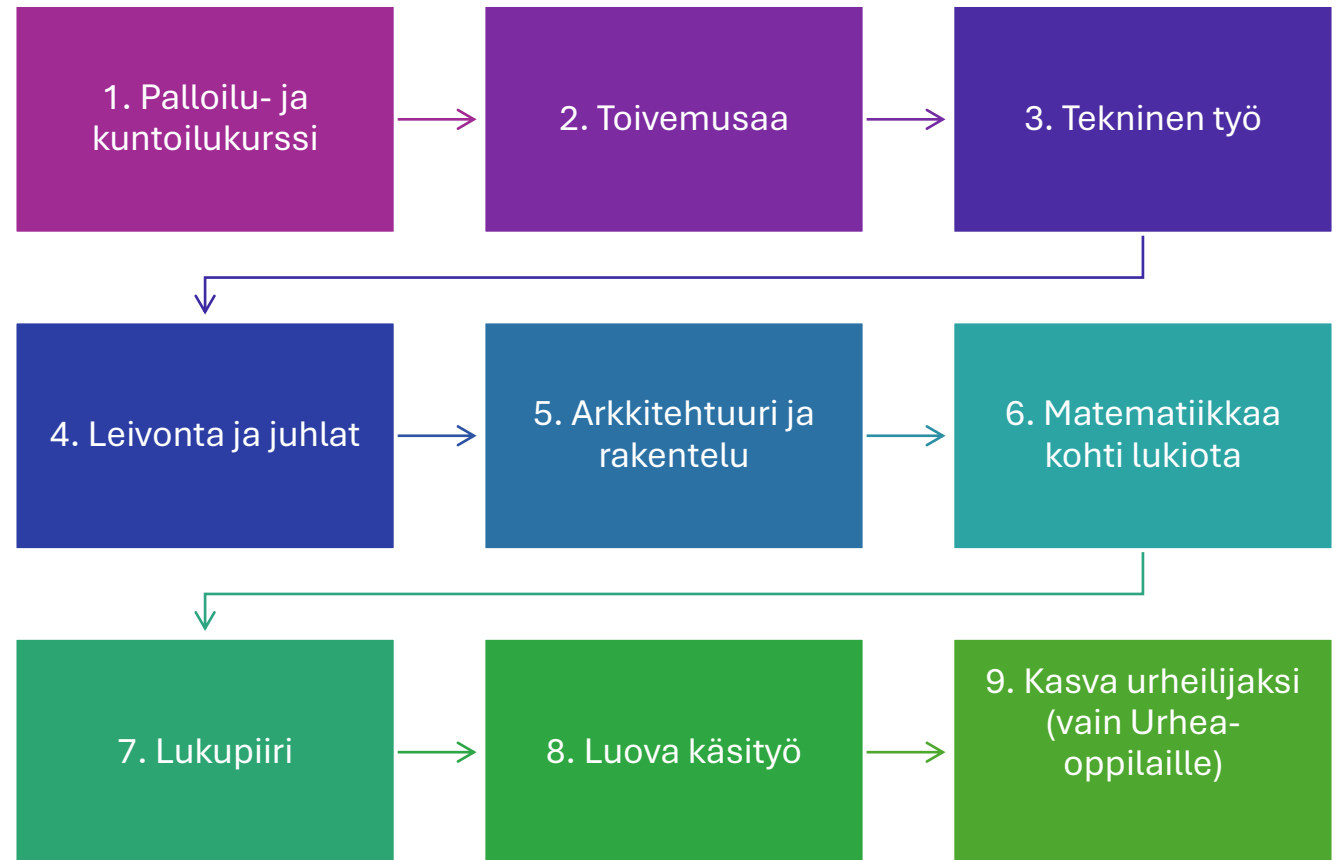 1. Palloilu- ja
kuntoilukurssi
2. Toivemusaa
3. Tekninen työ
4. Leivonta ja juhlat
5. Arkkitehtuuri ja
rakentelu
6. Matematiikkaa
kohti lukiota
7. Lukupiiri
8. Luova käsityö
9. Kasva urheilijaksi
(vain Urhea-
oppilaille)